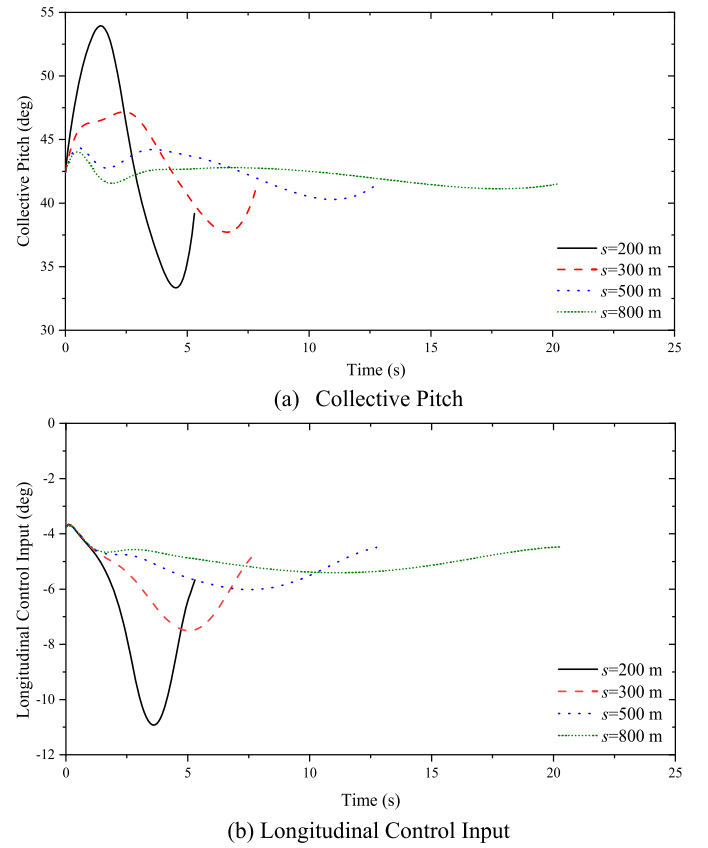 55
50
45
40
35
30
Collective Pitch (deg)
s=200 m
s=300 m
s=500 m
s=800 m
0 5 10 15 20 25
Time (s)
(a) Collective Pitch
0
-2
-4
-6
-8
-10
-12
Longitudinal Control Input (deg)
s=200 m
s=300 m
s=500 m
s=800 m
0 5 10 15 20 25
Time (s)
(b) Longitudinal Control Input